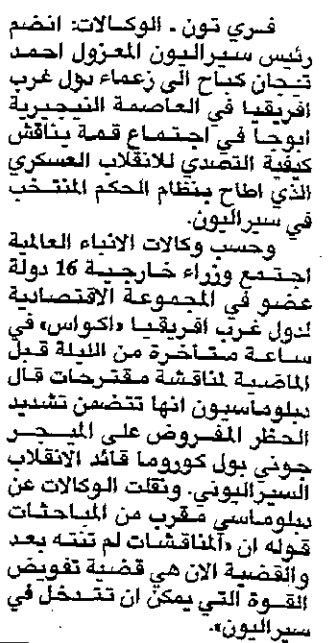 فري تون ـ الوكالات: انضم
رئيس سيراليون المعزول احمد
تيجان كباح الى زعماء دول غرب
افريقيا في العاصمة النيجيرية
ابوجا في اجتماع قمة يناقش
كيفية التصدي للانقلاب العسكري
الذي اطاح بنظام الحكم المنتخب
في سيراليون.
وحسب وكالات الانباء العالمية
اجتمع وزراء خارجية 16 دولة
عضو في المجموعة الاقتصادية
لدول غرب افريقيا «اكواس» في
ساعة متاخرة من الليلة قبل
الماضية لمناقشة مقترحات قال
دبلوماسيون انها تتضمن تشديد
الحظر المفروض على الميجر
جوني بول كوروما قائد الانقلاب
السيراليوني. ونقلت الوكالات عن
دبلوماسي مقرب من المباحثات
قوله ان «المناقشات لم تنته بعد
والقضية الان هي قضية تفويض
القوة التي يمكن ان تتدخل في
سيراليون».